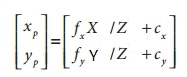 [x_p] = [f_x X /Z + c_x]
[y_p] = [f_y Y /Z + c_y]